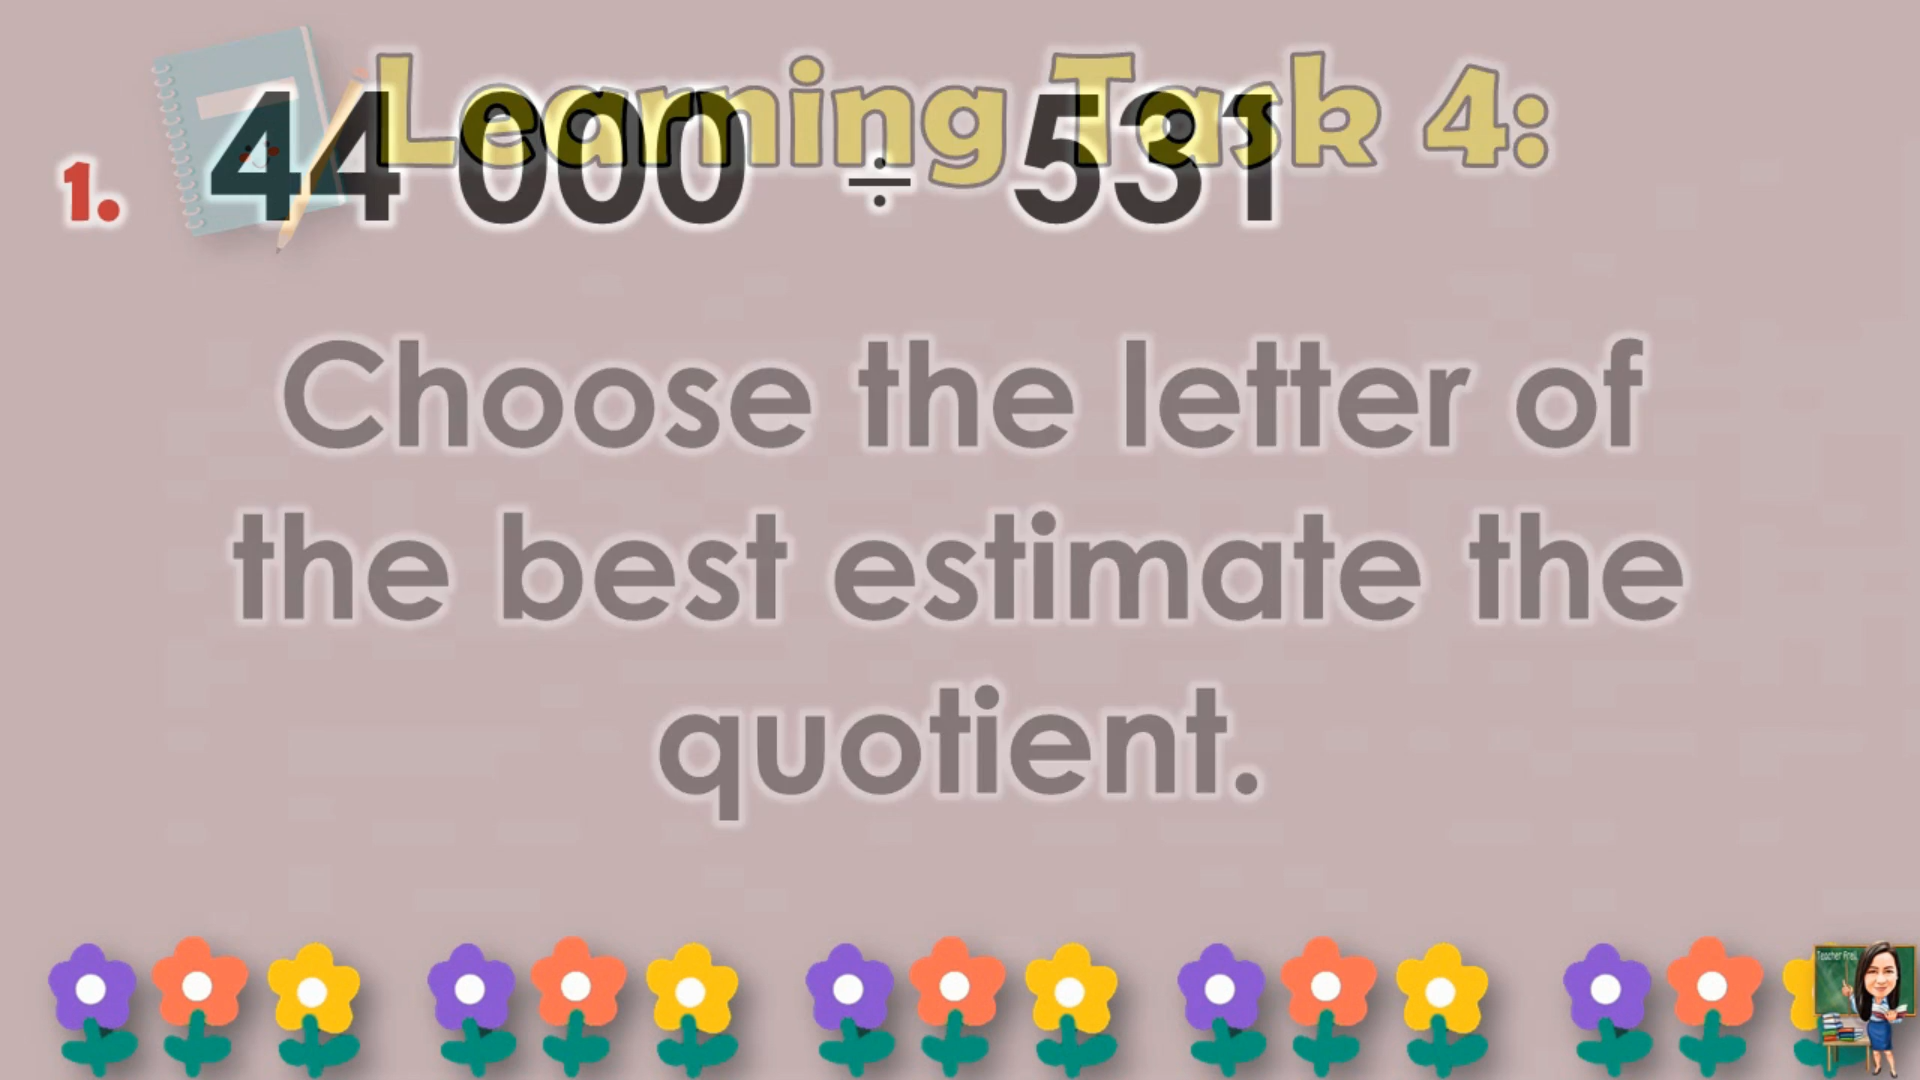 Learning Task 4:
1. 44 000 ÷ 531
Choose the letter of
the best estimate the
quotient.